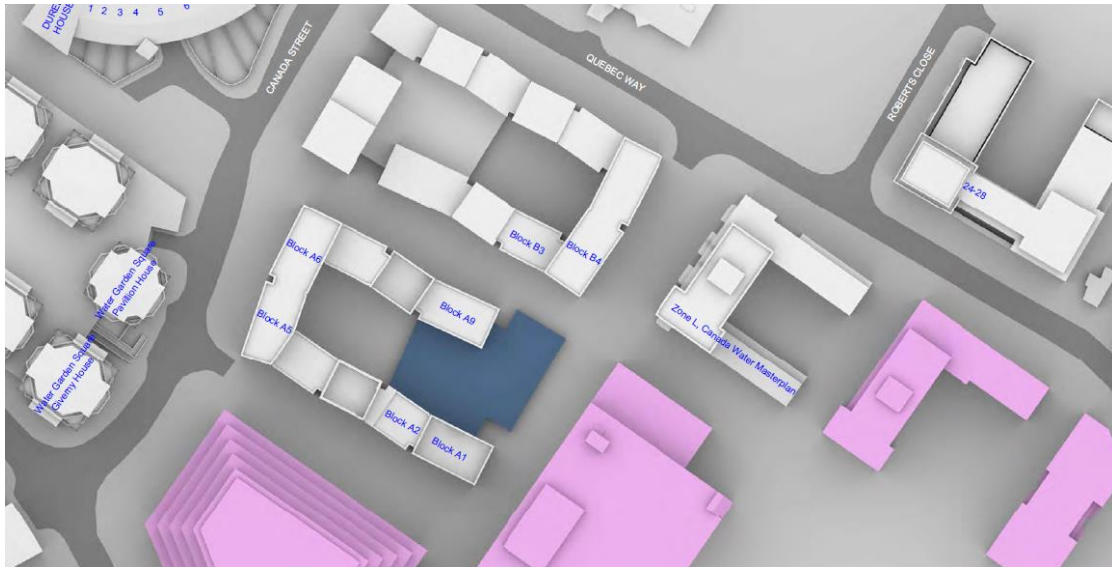 HOUSE
1 2 3 4 5 6
CANADA STREET
QUEBEC WAY
ROBERTS CLOSE
24-28
Block A6
Block B3
Block B4
Water Garden Square
Pavillion House
Block A9
Block A5
Zone L, Canada Water Masterplan
Water Garden Square
Giverny House
Block A2
Block A1